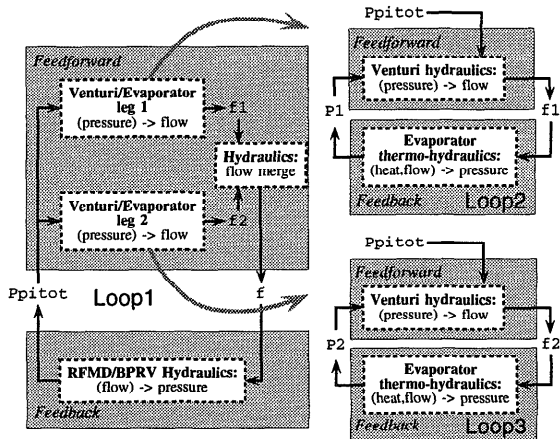 Feedforward
Venturi/Evaporator
leg 1
(pressure) -> flow
f1
Hydraulics:
flow merge
Venturi/Evaporator
leg 2
(pressure) -> flow
f2
Ppitot
Loop1
f
RFMD/BPRV Hydraulics:
(flow) -> pressure
Feedback
Ppitot
Feedforward
Venturi hydraulics:
(pressure) -> flow
P1
f1
Evaporator
thermo-hydraulics:
(heat,flow) -> pressure
Feedback
Loop2
Ppitot
Feedforward
Venturi hydraulics:
(pressure) -> flow
P2
f2
Evaporator
thermo-hydraulics:
(heat,flow) -> pressure
Feedback
Loop3